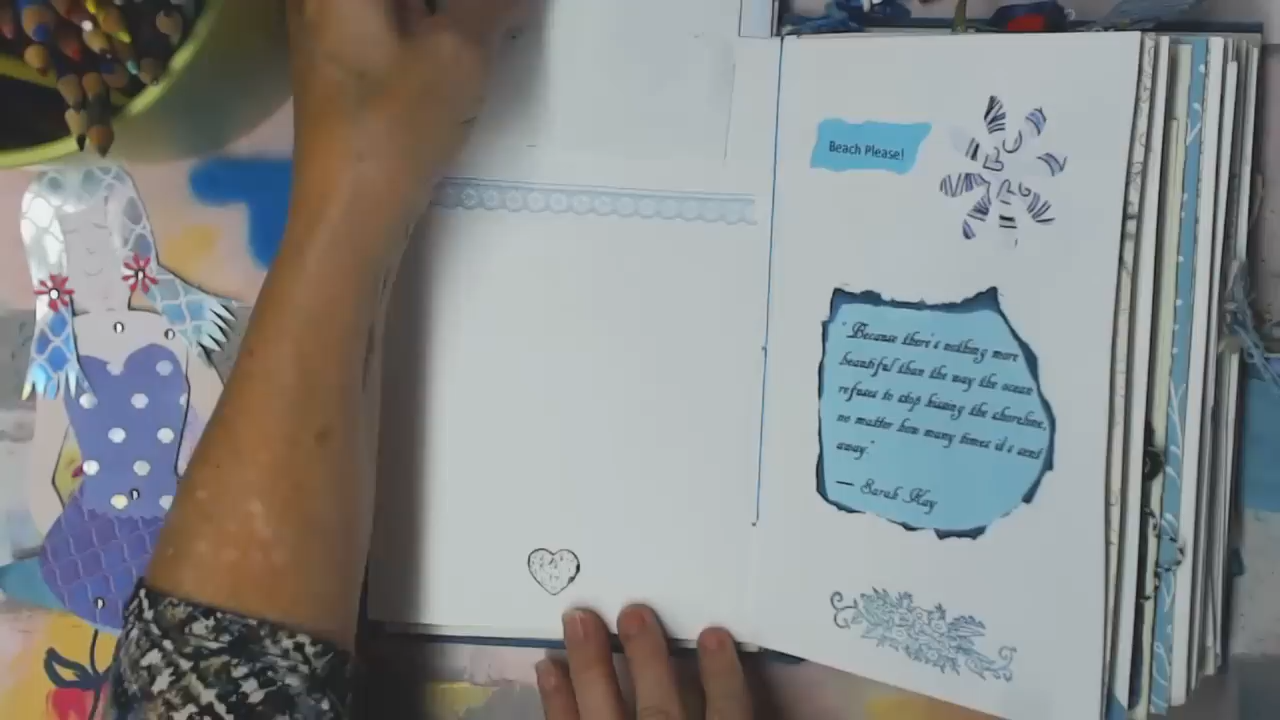 Beach Please!
"Because there's nothing more
beautiful than the way the ocean
refuses to stop kissing the shoreline,
no matter how many times it's sent
away."
— Sarah Kay